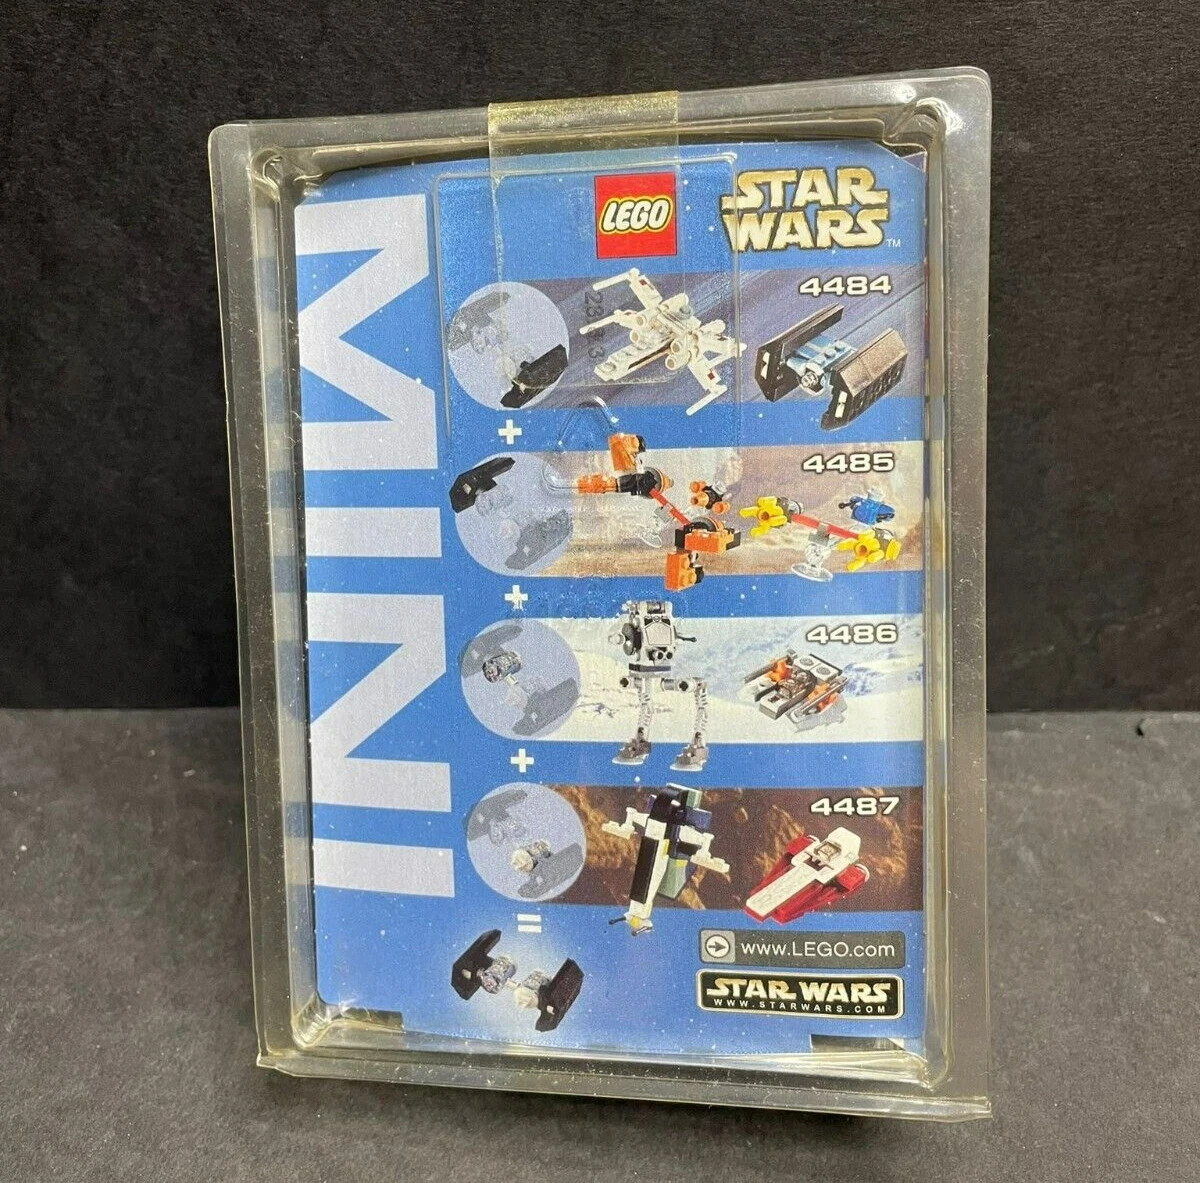 MINI
LEGO
STAR
WARS
TM
4484
+
4485
+
4486
+
4487
=
www.LEGO.com
STAR WARS
WWW.STARWARS.COM